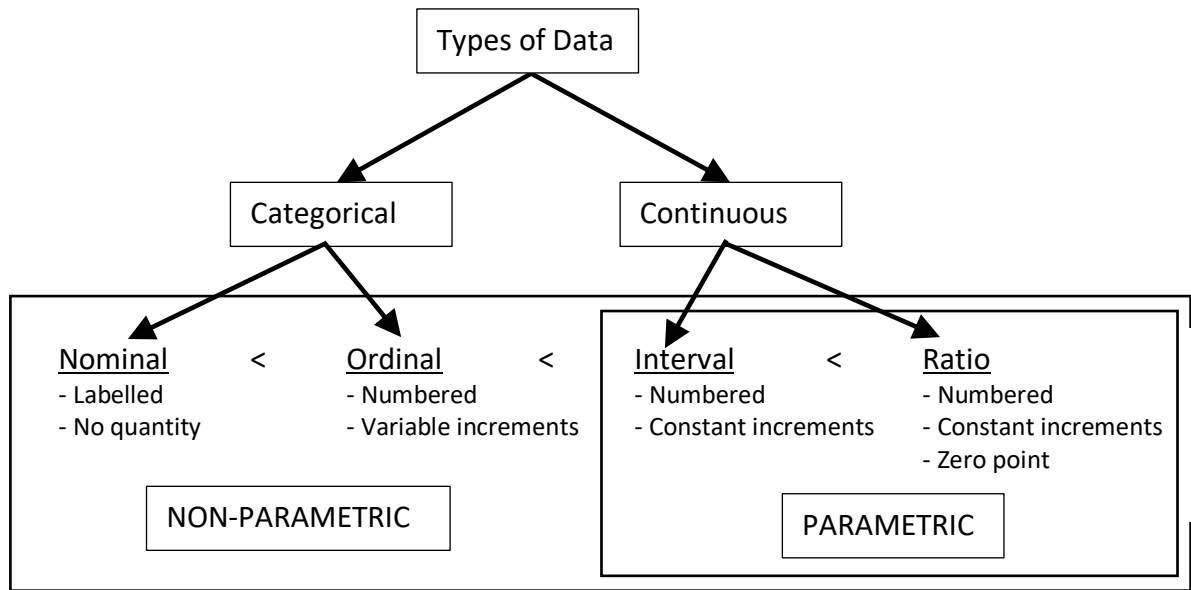 Types of Data
Categorical
Continuous
Nominal < Ordinal < Interval < Ratio
- Labelled - Numbered - Numbered - Numbered
- No quantity - Variable increments - Constant increments - Constant increments
- Zero point
NON-PARAMETRIC
PARAMETRIC